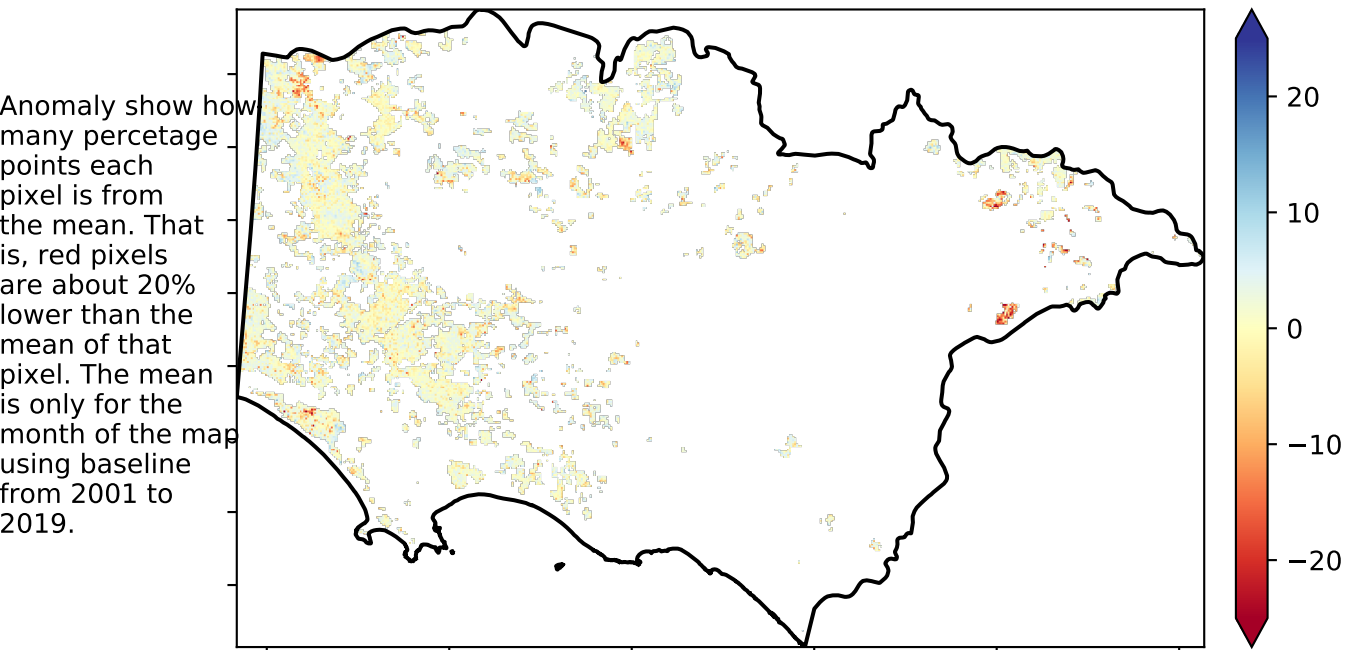 Anomaly show how
many percetage
points each
pixel is from
the mean. That
is, red pixels
are about 20%
lower than the
mean of that
pixel. The mean
is only for the
month of the map
using baseline
from 2001 to
2019.
20
10
0
−10
−20